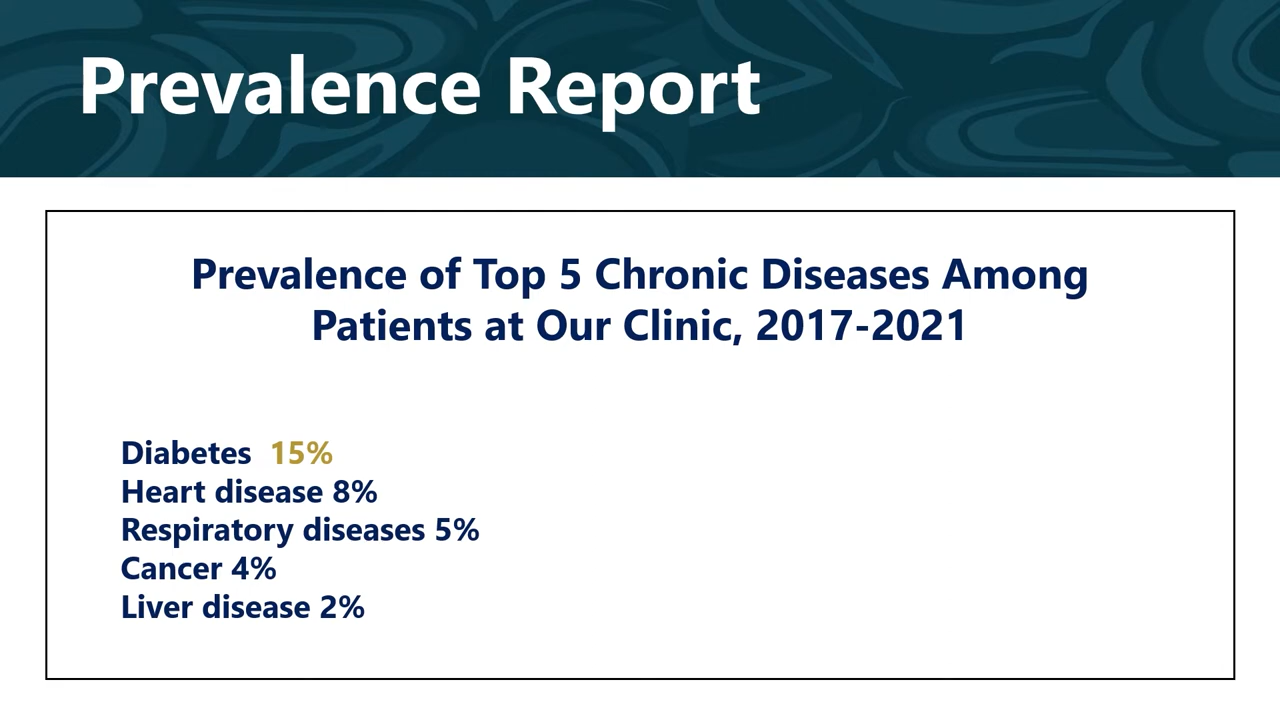 Prevalence Report
Prevalence of Top 5 Chronic Diseases Among
Patients at Our Clinic, 2017-2021
Diabetes 15%
Heart disease 8%
Respiratory diseases 5%
Cancer 4%
Liver disease 2%